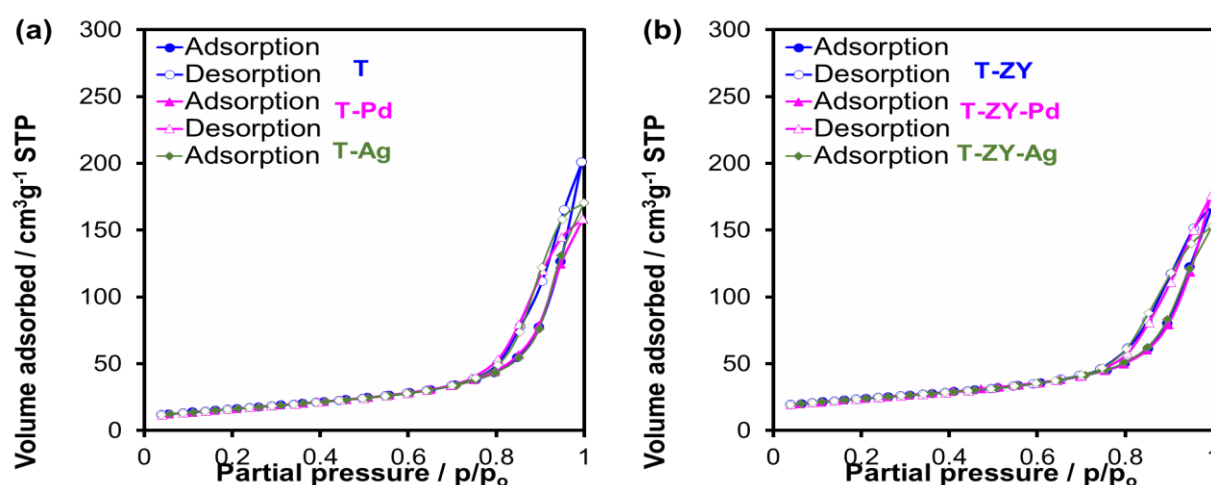 (a)
300
250
200
150
100
50
0
Volume adsorbed / cm³g⁻¹ STP
Adsorption
Desorption T
Adsorption
Desorption T-Pd
Adsorption T-Ag
0 0.2 0.4 0.6 0.8 1
Partial pressure / p/pₒ
(b)
300
250
200
150
100
50
0
Volume adsorbed / cm³g⁻¹ STP
Adsorption
Desorption T-ZY
Adsorption
Desorption T-ZY-Pd
Adsorption T-ZY-Ag
0 0.2 0.4 0.6 0.8 1
Partial pressure / p/pₒ